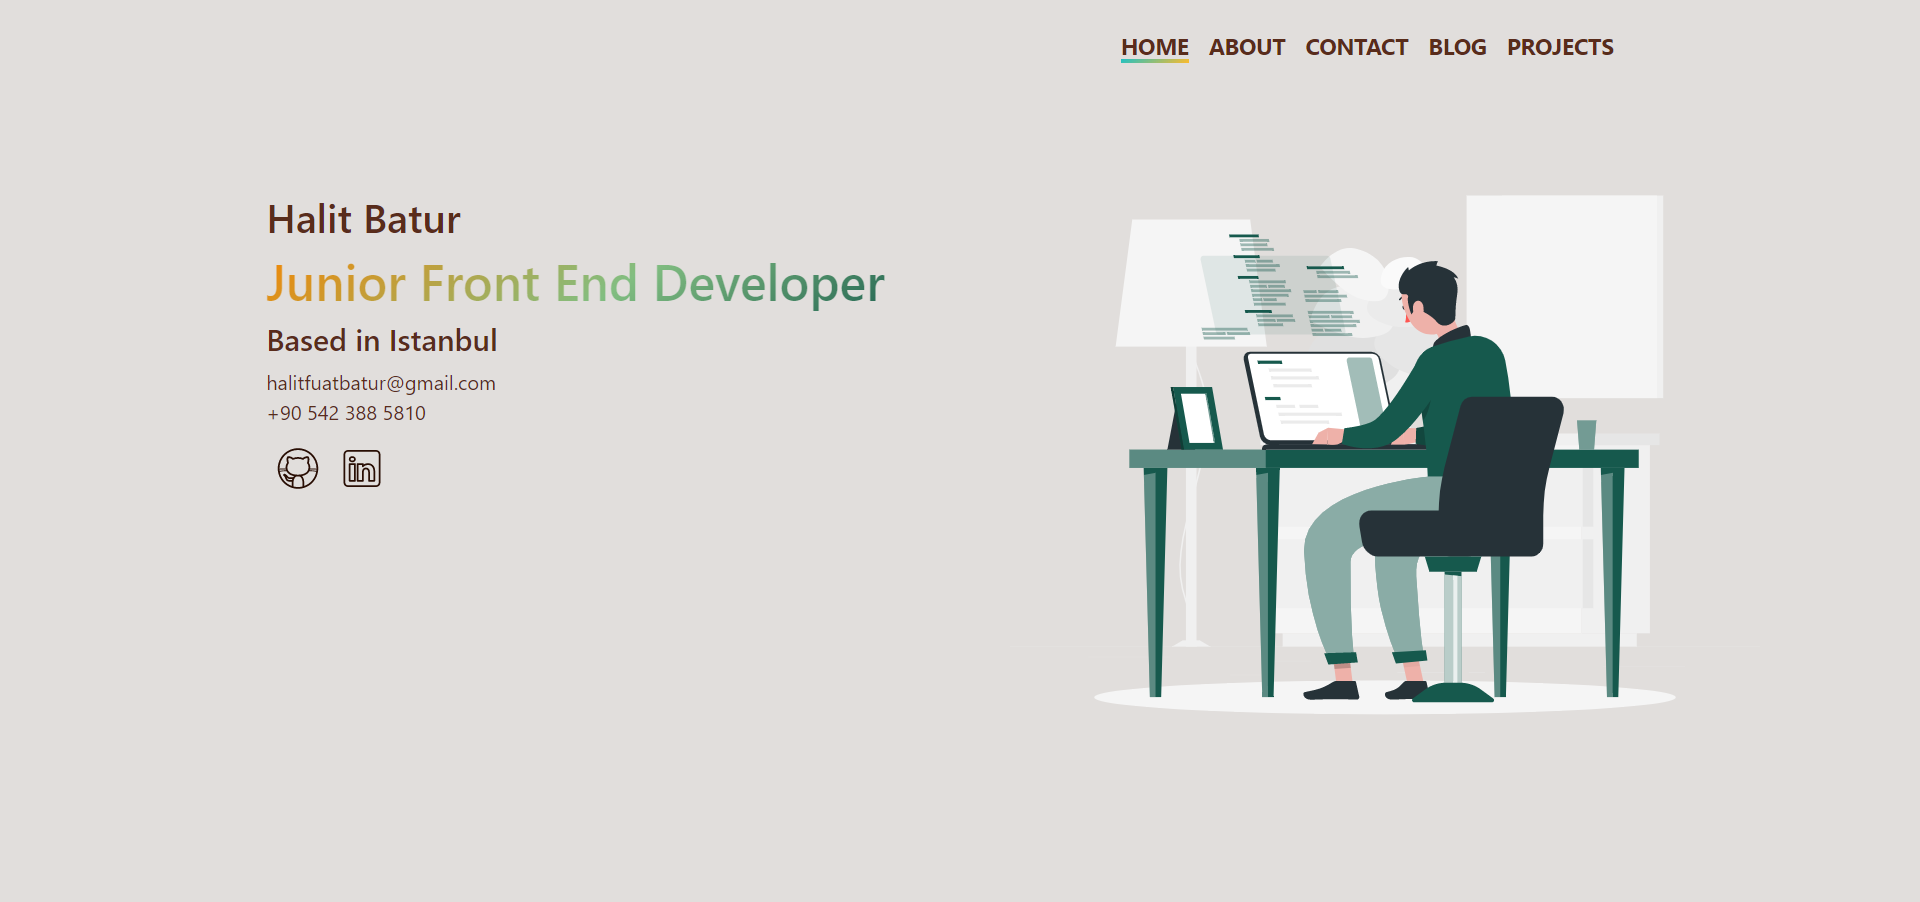 HOME ABOUT CONTACT BLOG PROJECTS
Halit Batur
Junior Front End Developer
Based in Istanbul
halitfuatbatur@gmail.com
+90 542 388 5810
in